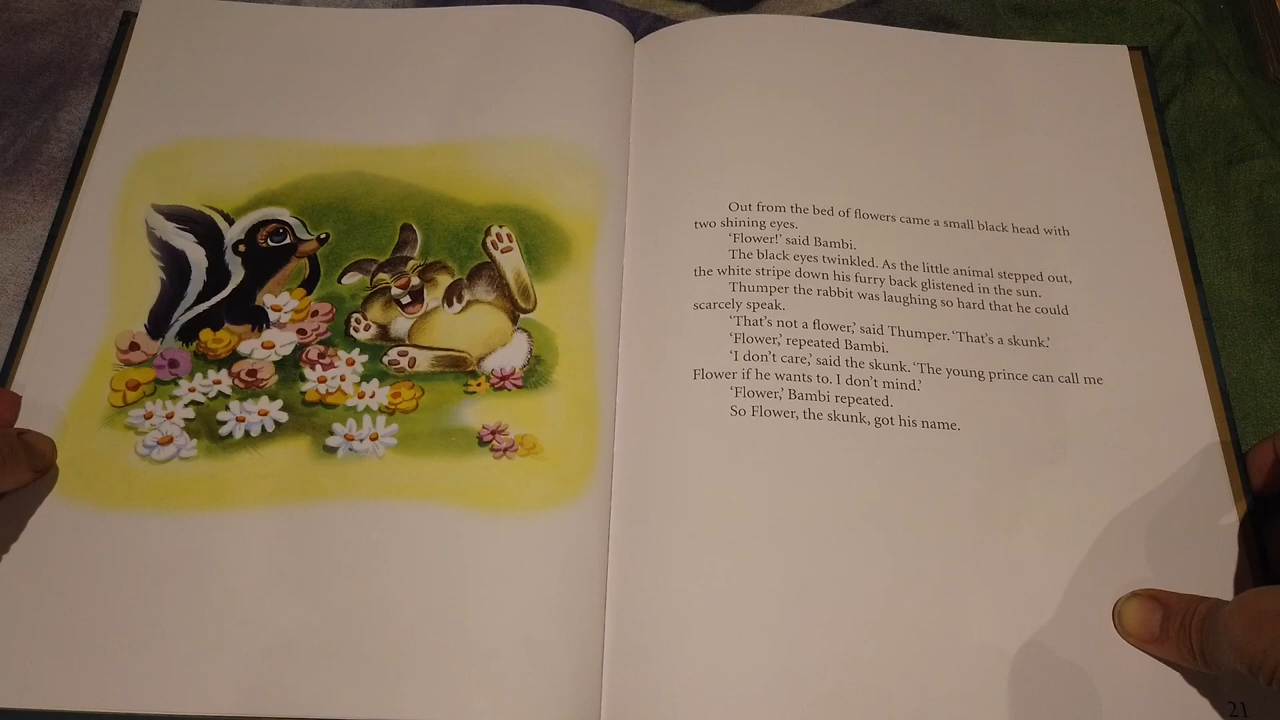 Out from the bed of flowers came a small black head with
two shining eyes.
‘Flower!’ said Bambi.
The black eyes twinkled. As the little animal stepped out,
the white stripe down his furry back glistened in the sun.
Thumper the rabbit was laughing so hard that he could
scarcely speak.
‘That’s not a flower,’ said Thumper. ‘That’s a skunk.’
‘Flower,’ repeated Bambi.
‘I don’t care,’ said the skunk. ‘The young prince can call me
Flower if he wants to. I don’t mind.’
‘Flower,’ Bambi repeated.
So Flower, the skunk, got his name.
21